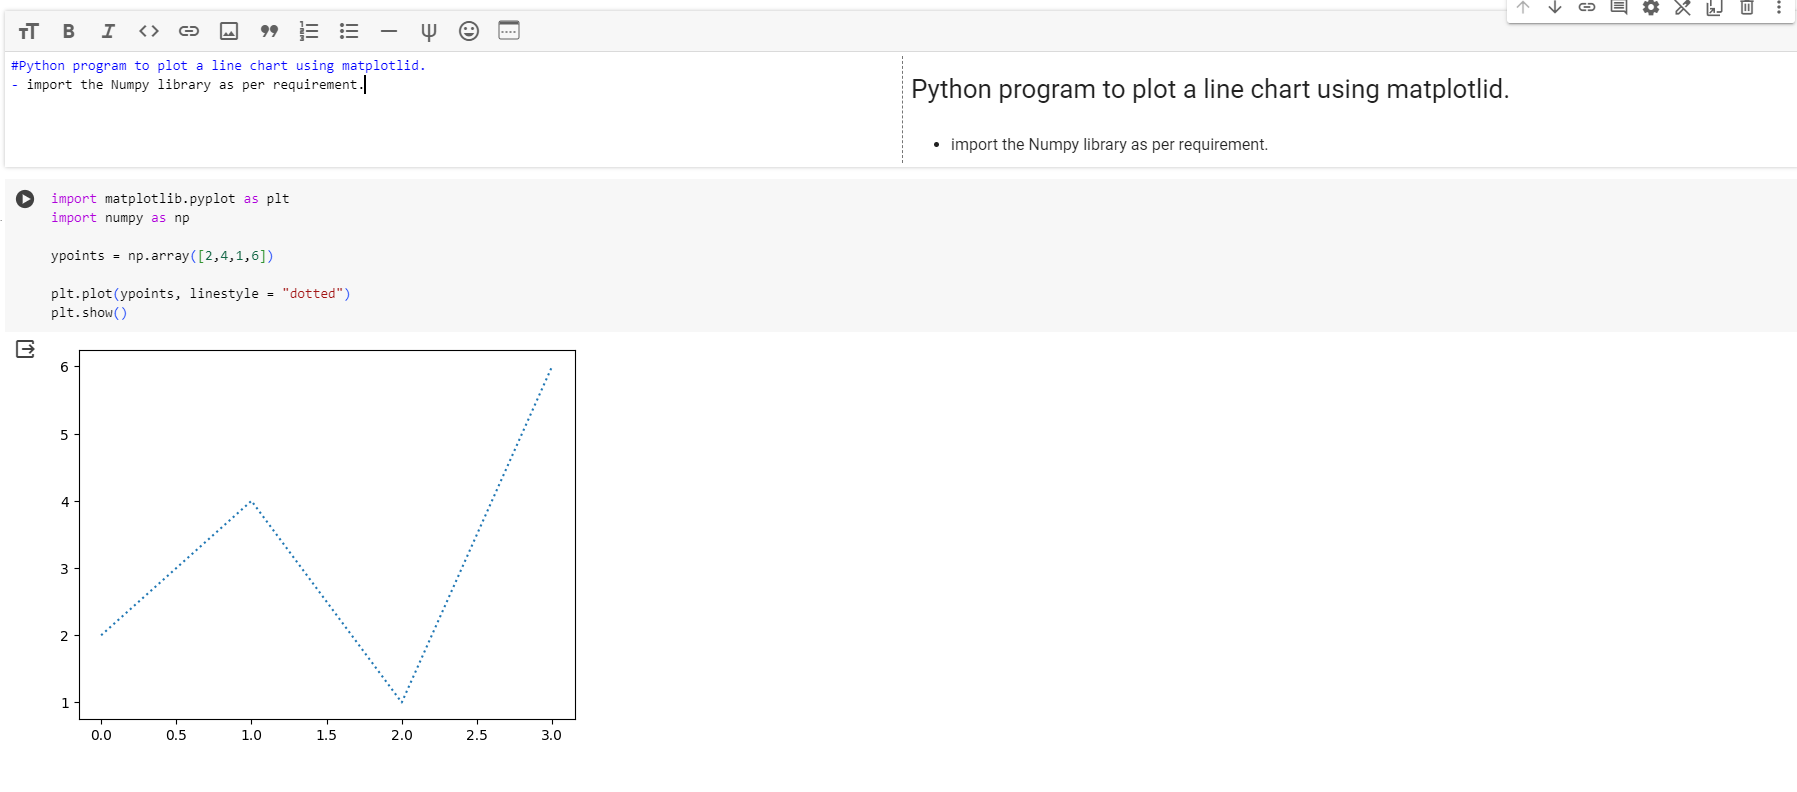 #Python program to plot a line chart using matplotlid.
- import the Numpy library as per requirement.
Python program to plot a line chart using matplotlid.
• import the Numpy library as per requirement.
import matplotlib.pyplot as plt
import numpy as np
ypoints = np.array([2,4,1,6])
plt.plot(ypoints, linestyle = "dotted")
plt.show()
6
5
4
3
2
1
0.0 0.5 1.0 1.5 2.0 2.5 3.0